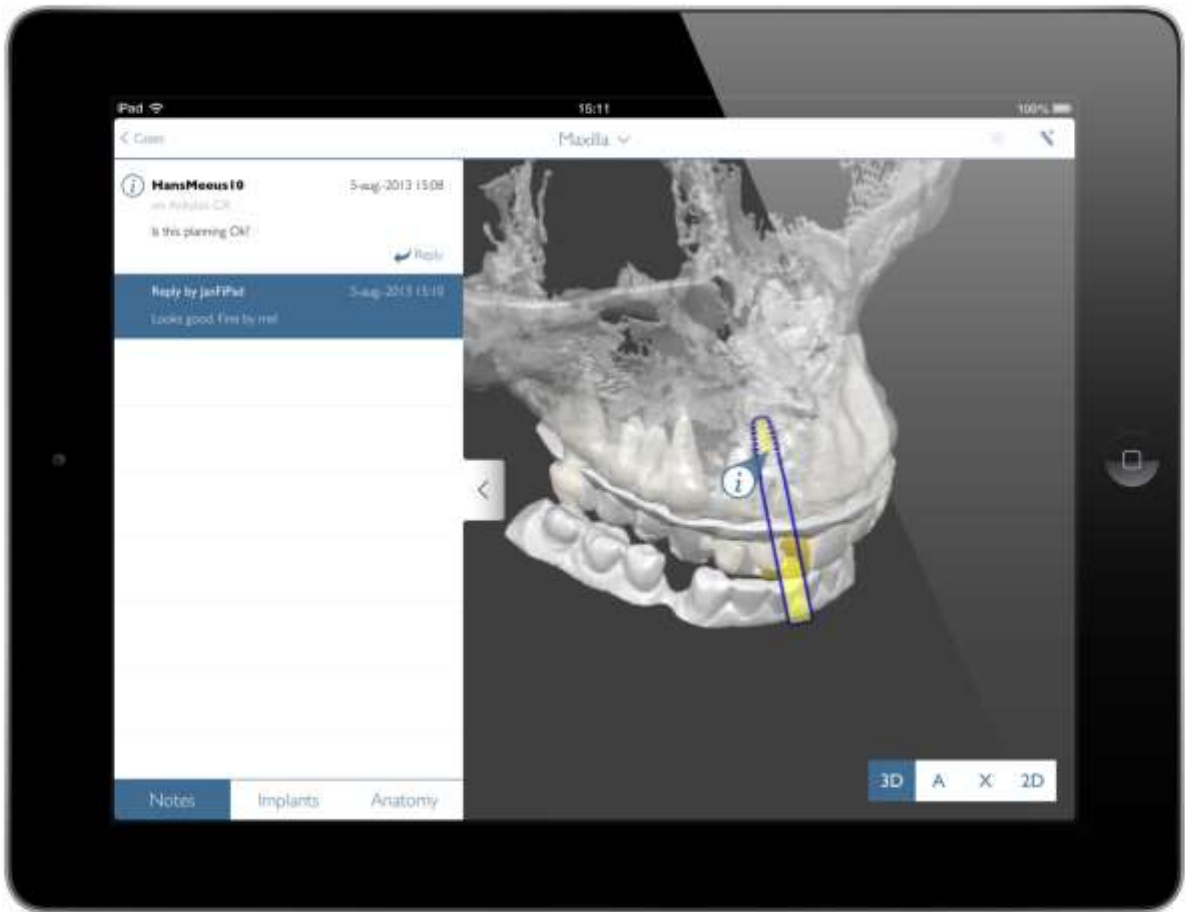 iPad
15:11
100%
< Cases
Maxilla
i HansMeeus10 5-aug.-2013 15:08
Is this planning Ok?
Reply
Reply by JanFiPad 5-aug.-2013 15:10
Looks good. Fine by me!
i
Notes Implants Anatomy
3D A X 2D